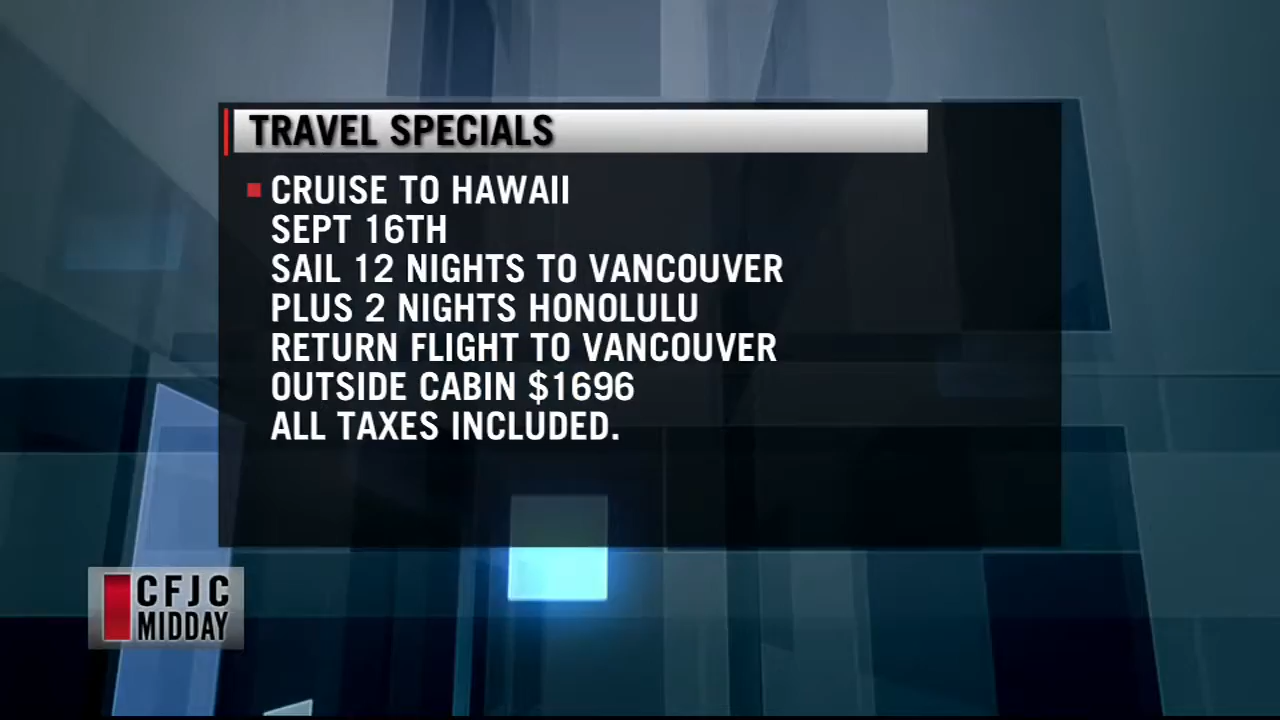 TRAVEL SPECIALS
CRUISE TO HAWAII
SEPT 16TH
SAIL 12 NIGHTS TO VANCOUVER
PLUS 2 NIGHTS HONOLULU
RETURN FLIGHT TO VANCOUVER
OUTSIDE CABIN $1696
ALL TAXES INCLUDED.
CFJC
MIDDAY